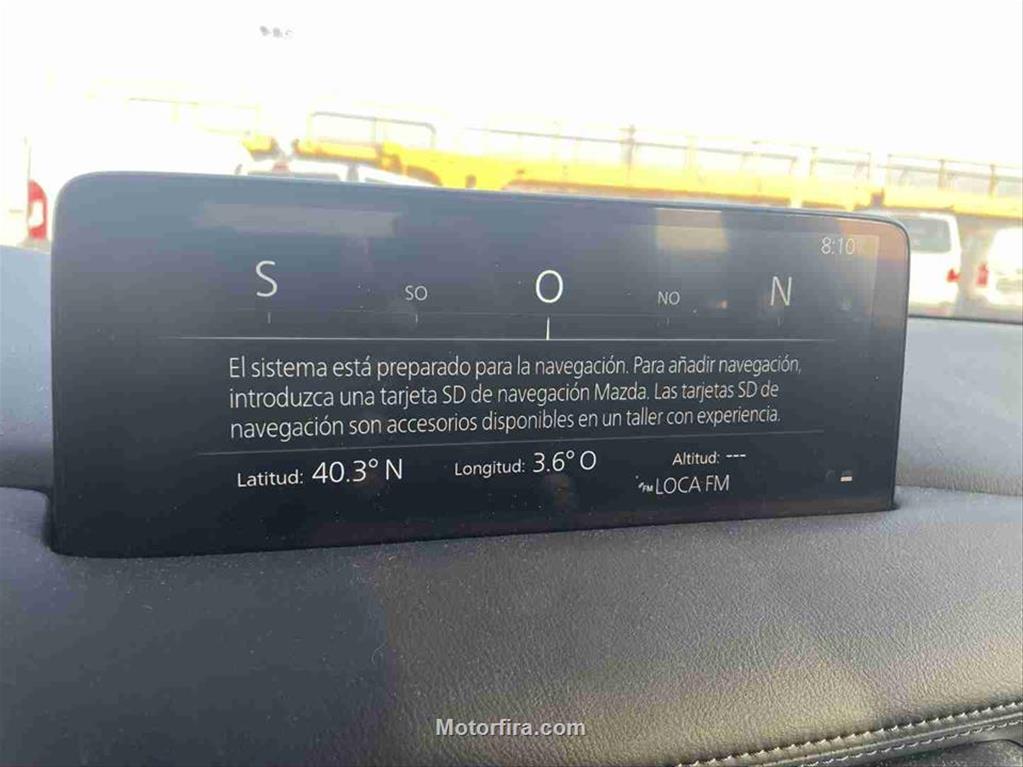 8:10
S SO O NO N
El sistema está preparado para la navegación. Para añadir navegación,
introduzca una tarjeta SD de navegación Mazda. Las tarjetas SD de
navegación son accesorios disponibles en un taller con experiencia.
Latitud: 40.3° N Longitud: 3.6° O Altitud: ---
FM LOCA FM
Motorfira.com